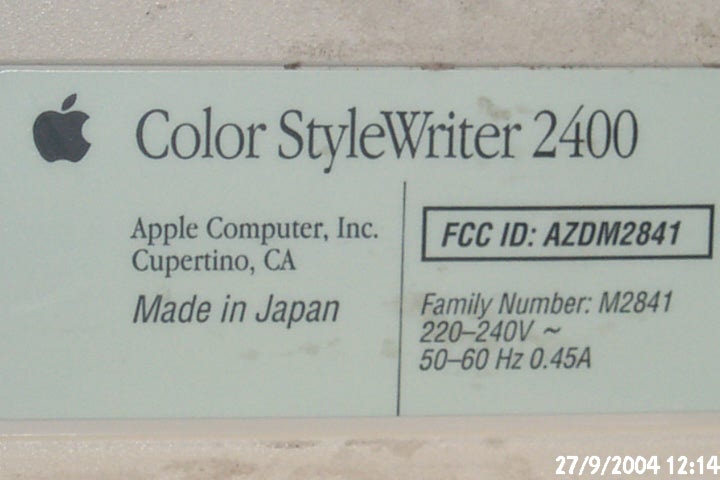 Color StyleWriter 2400
Apple Computer, Inc.
Cupertino, CA
Made in Japan
FCC ID: AZDM2841
Family Number: M2841
220–240V ~
50–60 Hz 0.45A
27/9/2004 12:14